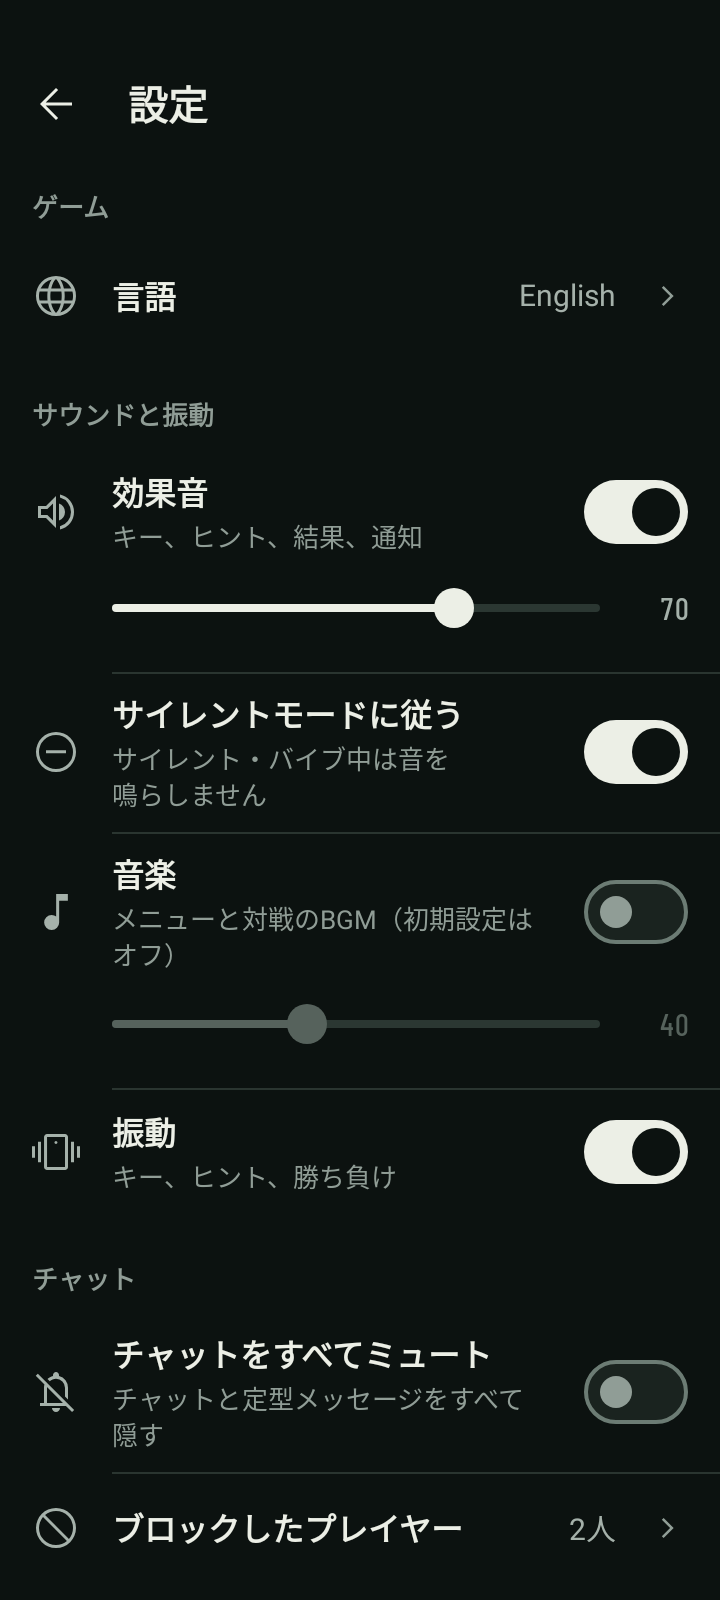 設定
ゲーム
言語
English
サウンドと振動
効果音
キー、ヒント、結果、通知
70
サイレントモードに従う
サイレント・バイブ中は音を
鳴らしません
音楽
メニューと対戦のBGM（初期設定は
オフ）
40
振動
キー、ヒント、勝ち負け
チャット
チャットをすべてミュート
チャットと定型メッセージをすべて
隠す
ブロックしたプレイヤー
2人